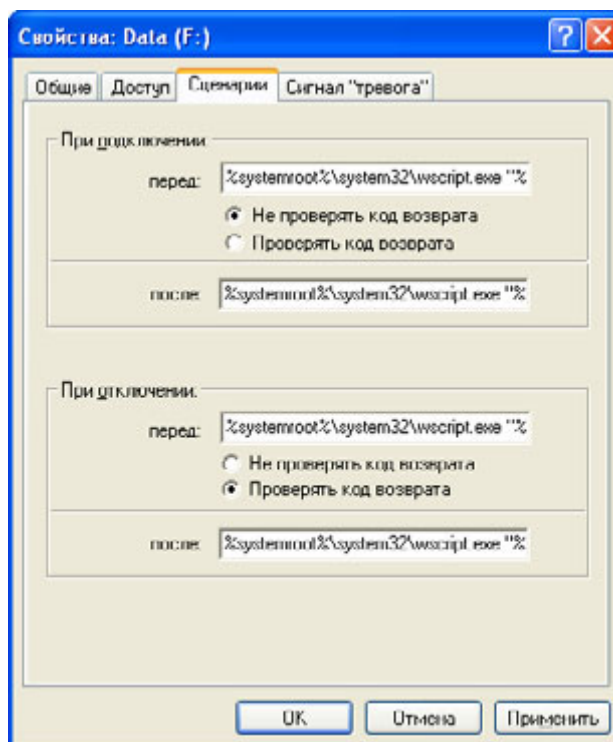 Свойства: Data (F:)
Общие Доступ Сценарии Сигнал "тревога"
При подключении
перед: %systemroot%\system32\wscript.exe "%
Не проверять код возврата
Проверять код возврата
после: %systemroot%\system32\wscript.exe "%
При отключении:
перед: %systemroot%\system32\wscript.exe "%
Не проверять код возврата
Проверять код возврата
после: %systemroot%\system32\wscript.exe "%
OK Отмена Применить